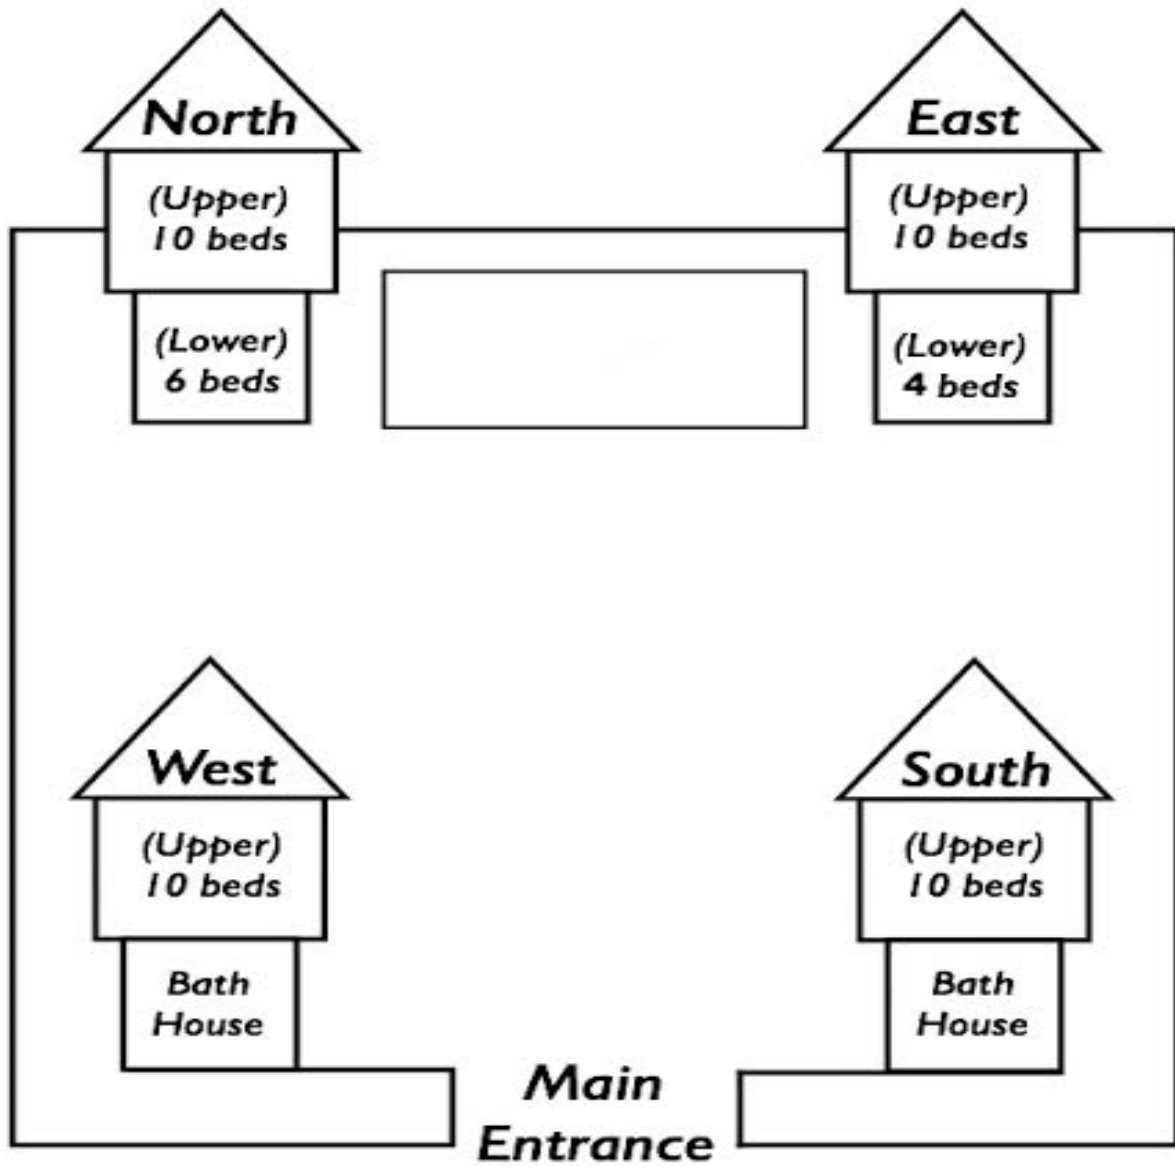 North
(Upper)
10 beds
(Lower)
6 beds
East
(Upper)
10 beds
(Lower)
4 beds
West
(Upper)
10 beds
Bath
House
South
(Upper)
10 beds
Bath
House
Main
Entrance